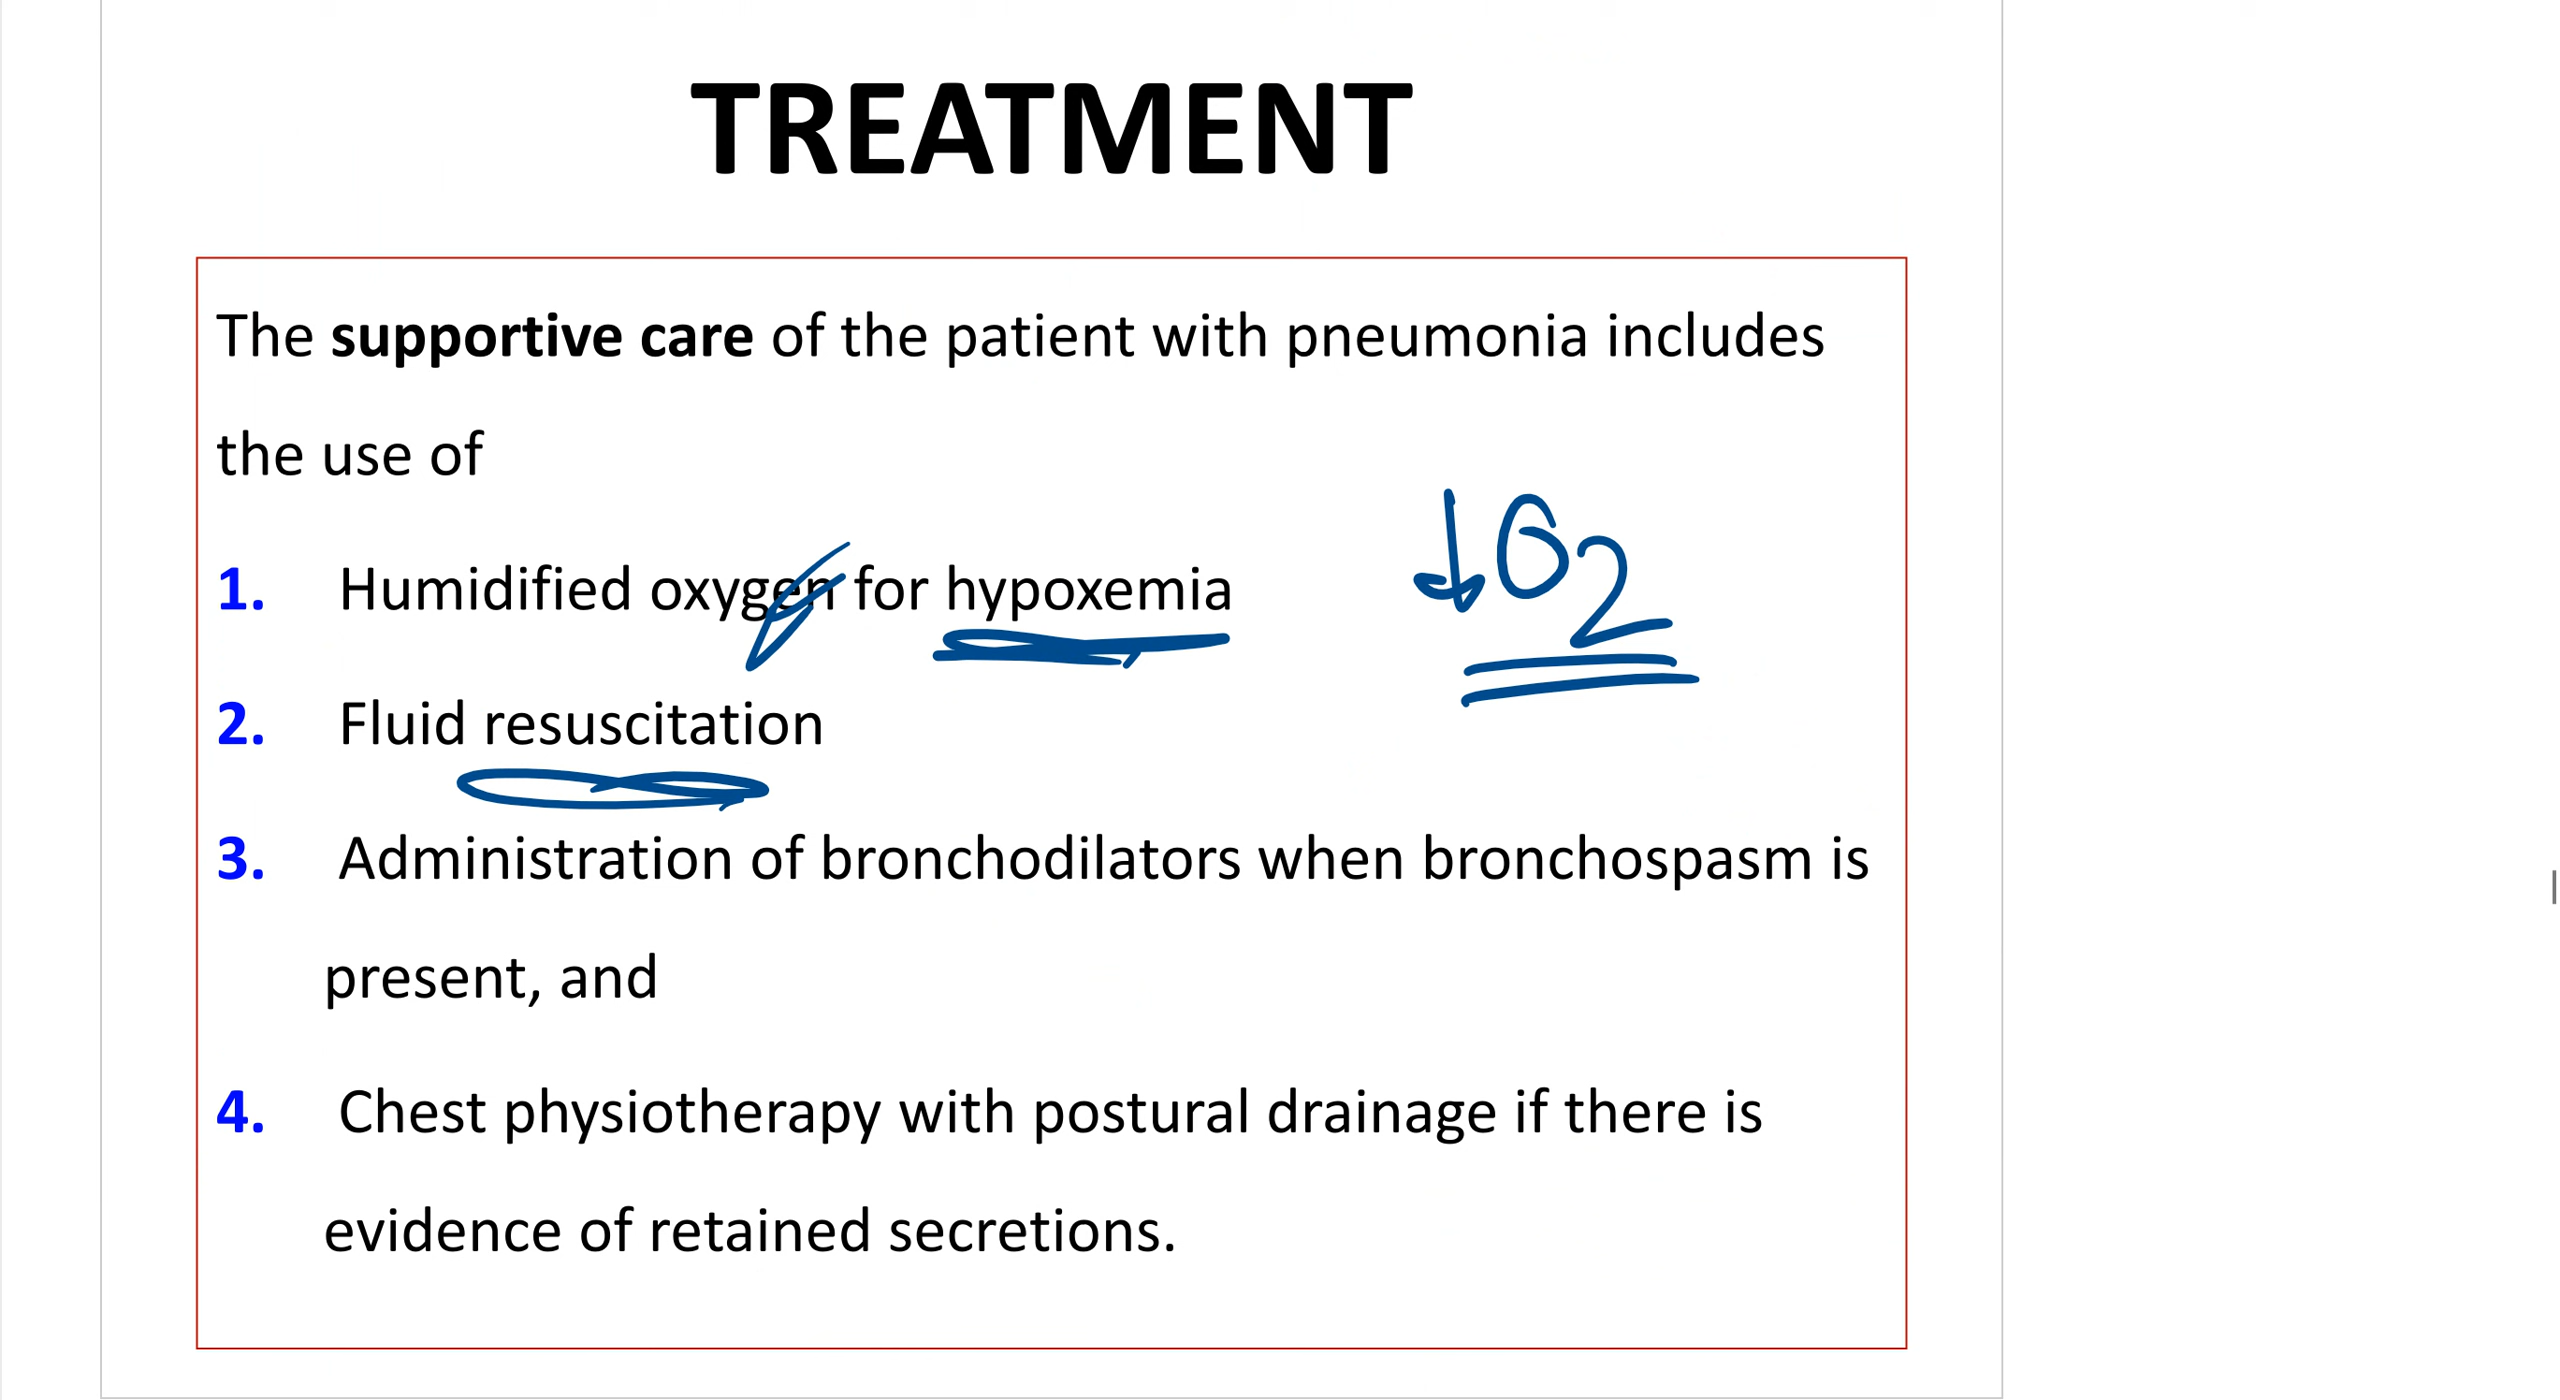 TREATMENT
The supportive care of the patient with pneumonia includes
the use of
1. Humidified oxygen for hypoxemia
↓O2
2. Fluid resuscitation
3. Administration of bronchodilators when bronchospasm is
present, and
4. Chest physiotherapy with postural drainage if there is
evidence of retained secretions.